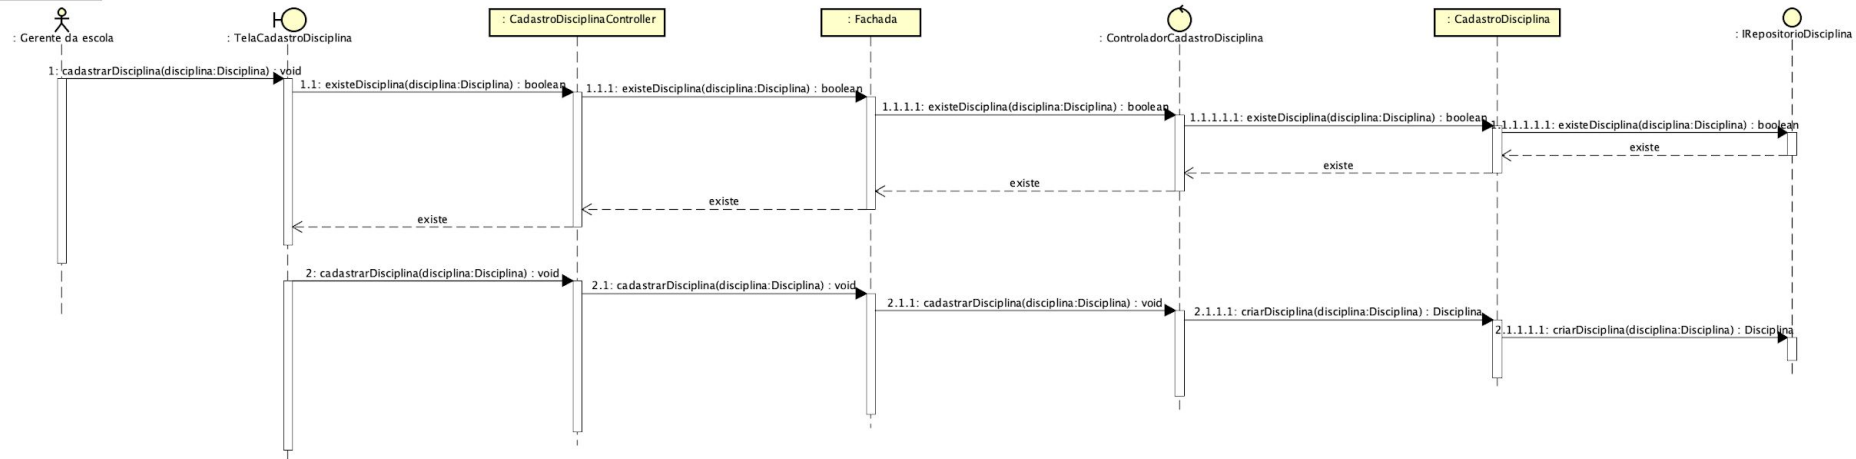 : Gerente da escola
: TelaCadastroDisciplina
: CadastroDisciplinaController
: Fachada
: ControladorCadastroDisciplina
: CadastroDisciplina
: IRepositorioDisciplina
1: cadastrarDisciplina(disciplina:Disciplina) : void
1.1: existeDisciplina(disciplina:Disciplina) : boolean
1.1.1: existeDisciplina(disciplina:Disciplina) : boolean
1.1.1.1: existeDisciplina(disciplina:Disciplina) : boolean
1.1.1.1.1: existeDisciplina(disciplina:Disciplina) : boolean
1.1.1.1.1.1: existeDisciplina(disciplina:Disciplina) : boolean
existe
existe
existe
existe
existe
2: cadastrarDisciplina(disciplina:Disciplina) : void
2.1: cadastrarDisciplina(disciplina:Disciplina) : void
2.1.1: cadastrarDisciplina(disciplina:Disciplina) : void
2.1.1.1: criarDisciplina(disciplina:Disciplina) : Disciplina
2.1.1.1.1: criarDisciplina(disciplina:Disciplina) : Disciplina